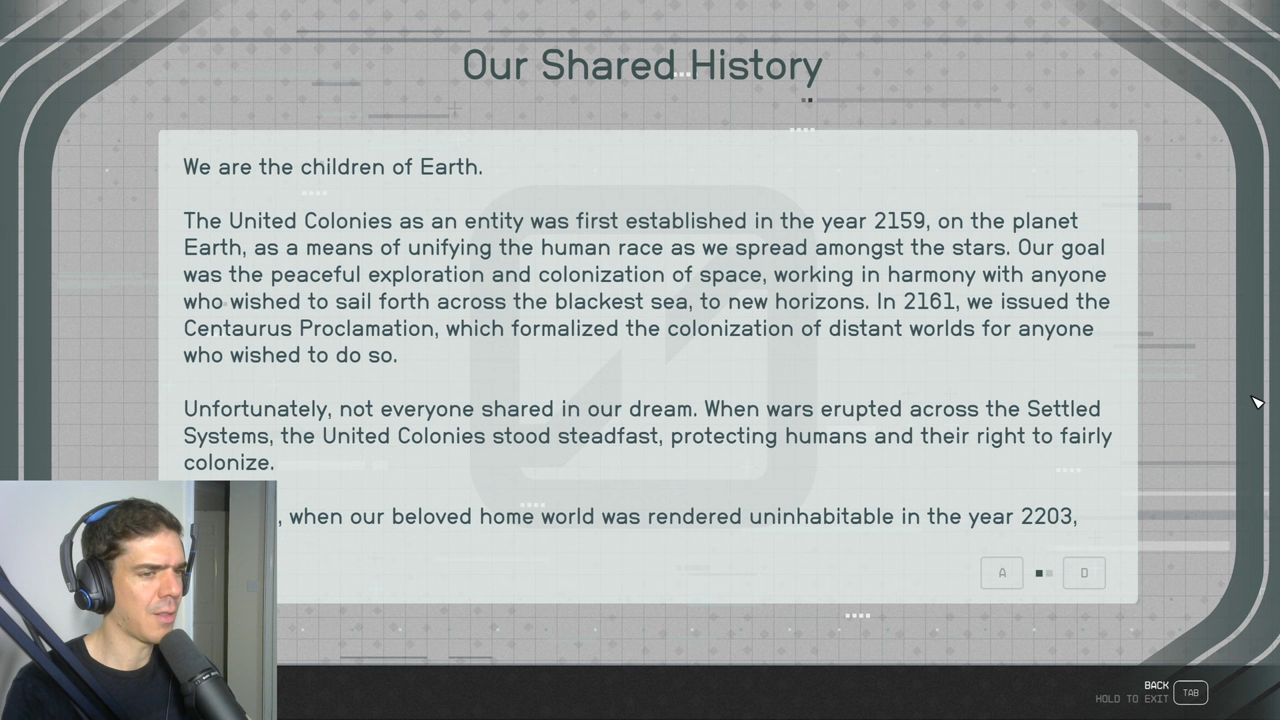 Our Shared History
We are the children of Earth.
The United Colonies as an entity was first established in the year 2159, on the planet
Earth, as a means of unifying the human race as we spread amongst the stars. Our goal
was the peaceful exploration and colonization of space, working in harmony with anyone
who wished to sail forth across the blackest sea, to new horizons. In 2161, we issued the
Centaurus Proclamation, which formalized the colonization of distant worlds for anyone
who wished to do so.
Unfortunately, not everyone shared in our dream. When wars erupted across the Settled
Systems, the United Colonies stood steadfast, protecting humans and their right to fairly
colonize.
, when our beloved home world was rendered uninhabitable in the year 2203,
A D
BACK
HOLD TO EXIT TAB